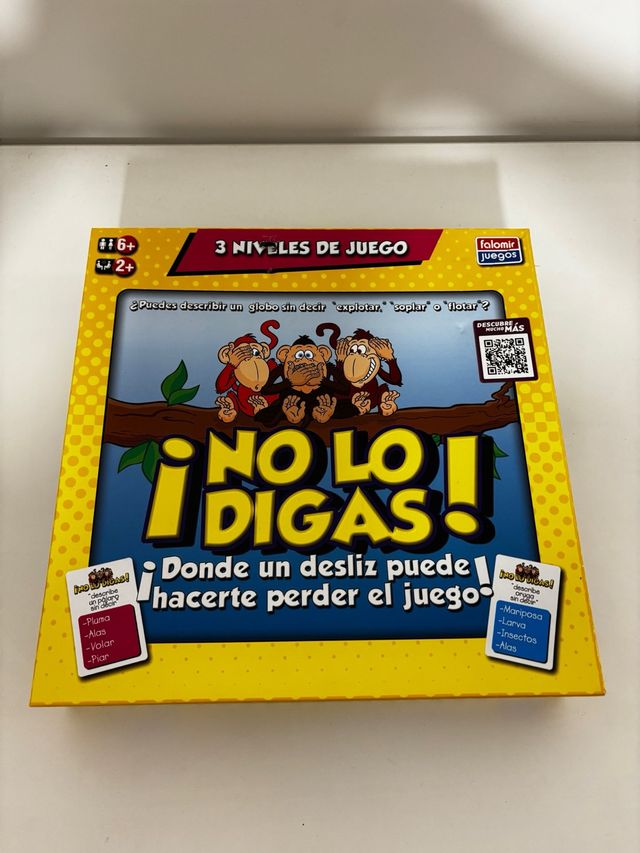 6+
2+
3 NIVELES DE JUEGO
falomir
juegos
¿Puedes describir un globo sin decir "explotar," "soplar" o "flotar"?
DESCUBRE
MUCHO MÁS
¡NO LO
DIGAS!
¡Donde un desliz puede
hacerte perder el juego!
¡NO LO DIGAS!
"describe
un pájaro
sin decir"
-Pluma
-Alas
-Volar
-Piar
¡NO LO DIGAS!
"describe
oruga
sin decir"
-Mariposa
-Larva
-Insectos
-Alas